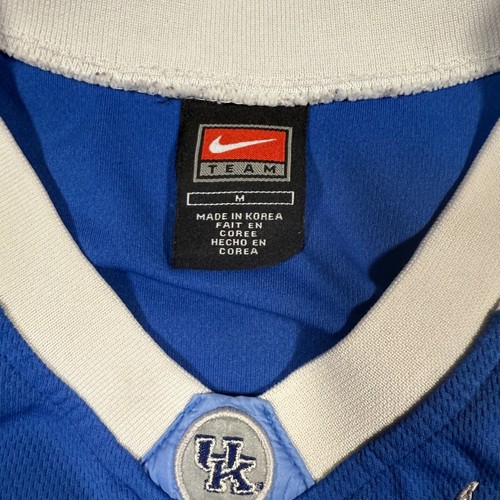 TEAM
M
MADE IN KOREA
FAIT EN
COREE
HECHO EN
COREA
UK